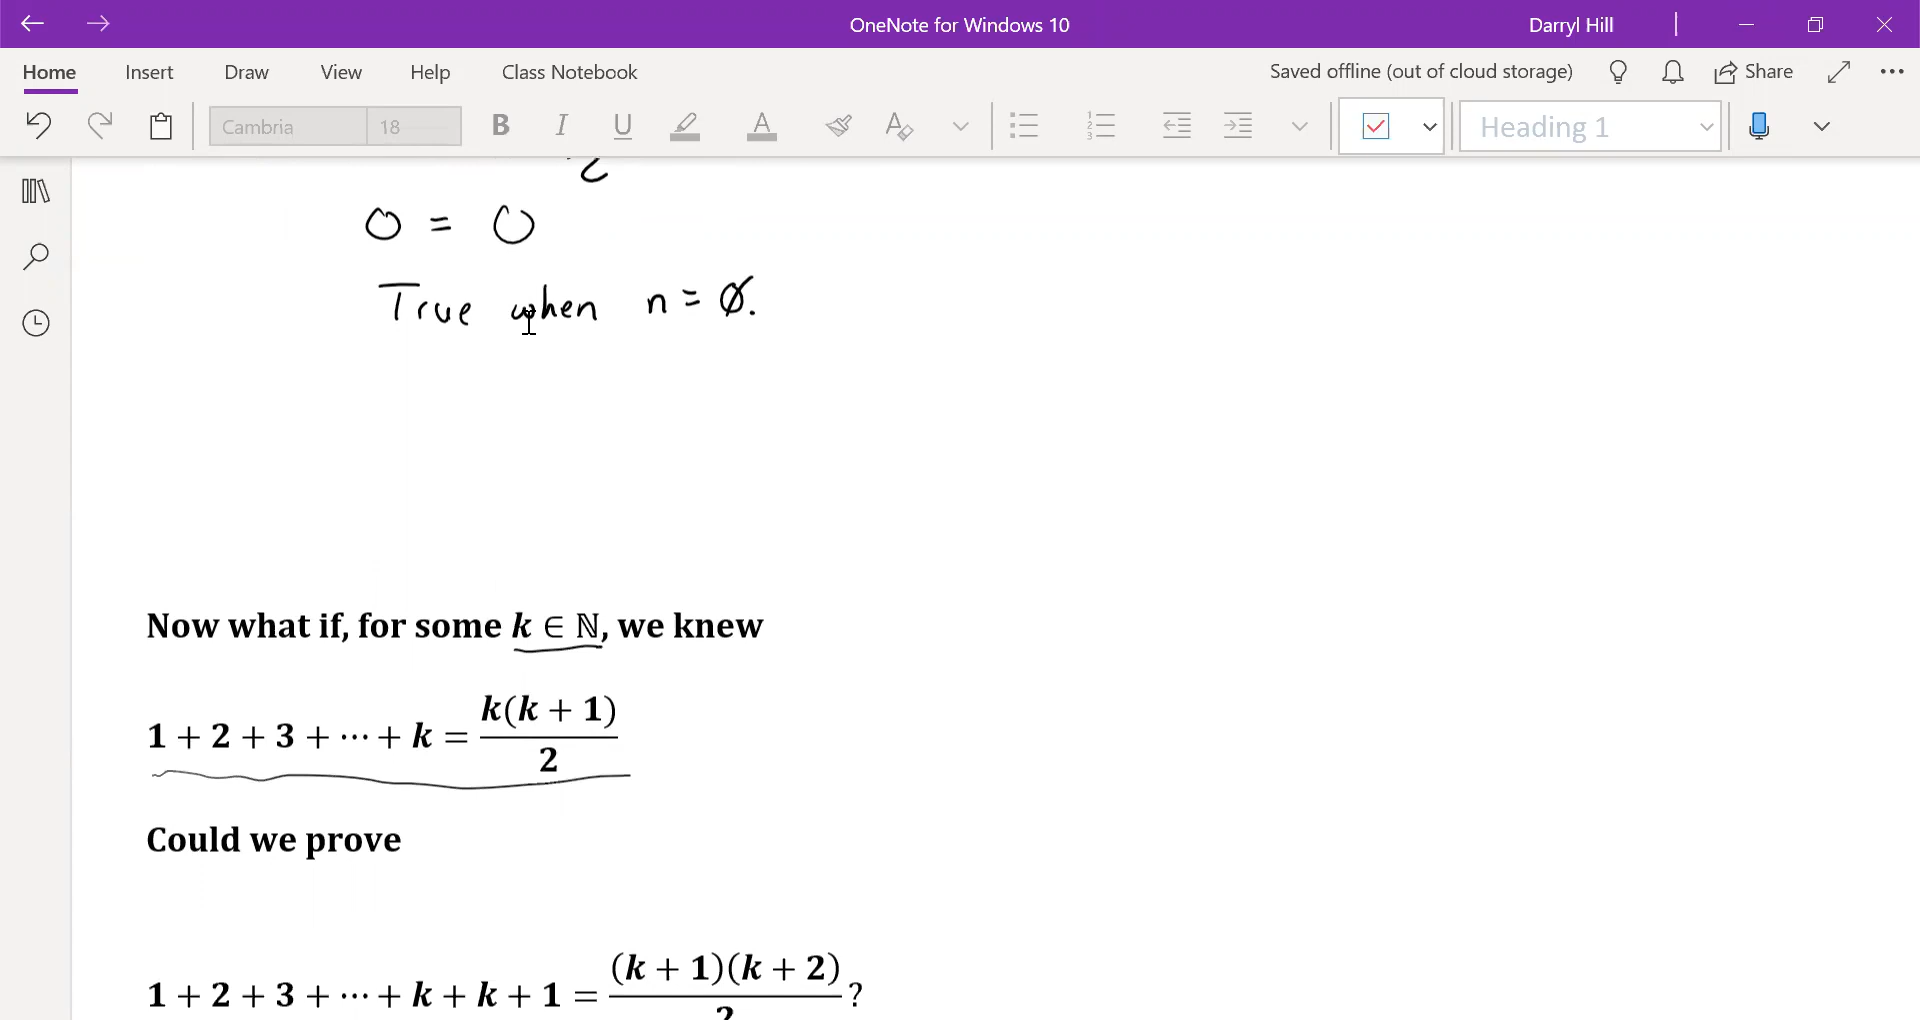 OneNote for Windows 10
Darryl Hill
Home Insert Draw View Help Class Notebook
Saved offline (out of cloud storage)
Share
Cambria 18
B I U A A
Heading 1
2
0 = 0
True when n = Ø.
Now what if, for some k ∈ ℕ, we knew
1 + 2 + 3 + ⋯ + k = k(k + 1)/2
Could we prove
1 + 2 + 3 + ⋯ + k + k + 1 = (k + 1)(k + 2)/2?